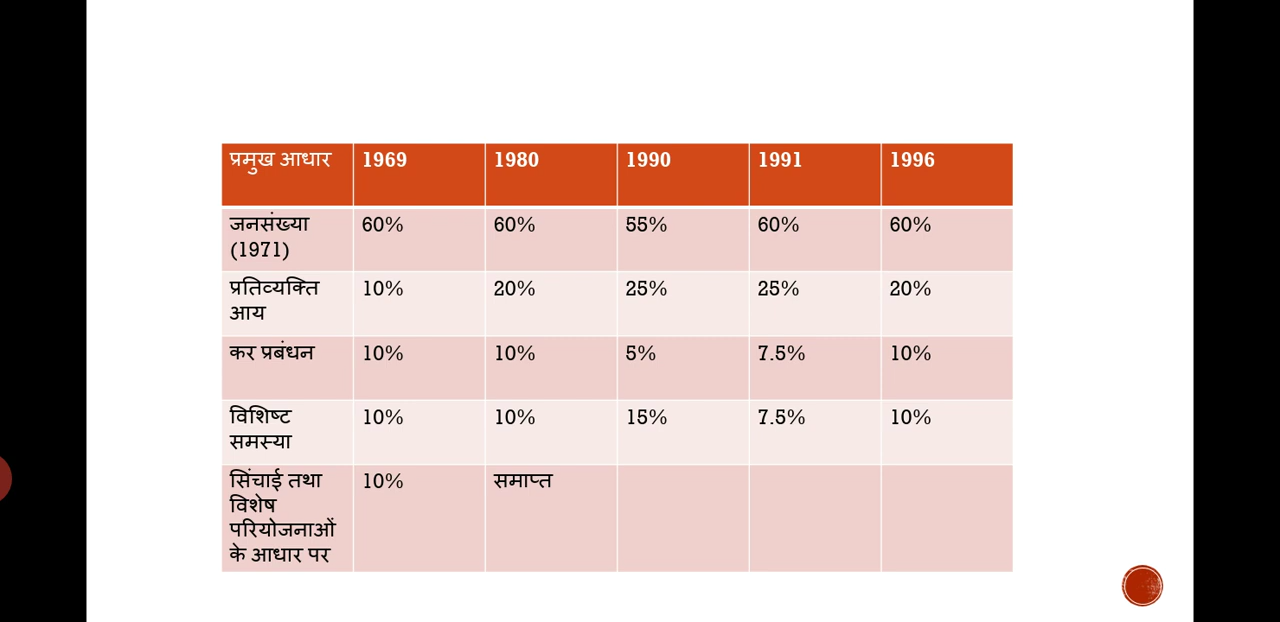 प्रमुख आधार 1969 1980 1990 1991 1996
जनसंख्या 60% 60% 55% 60% 60%
(1971)
प्रतिव्यक्ति 10% 20% 25% 25% 20%
आय
कर प्रबंधन 10% 10% 5% 7.5% 10%
विशिष्ट 10% 10% 15% 7.5% 10%
समस्या
सिंचाई तथा 10% समाप्त
विशेष
परियोजनाओं
के आधार पर